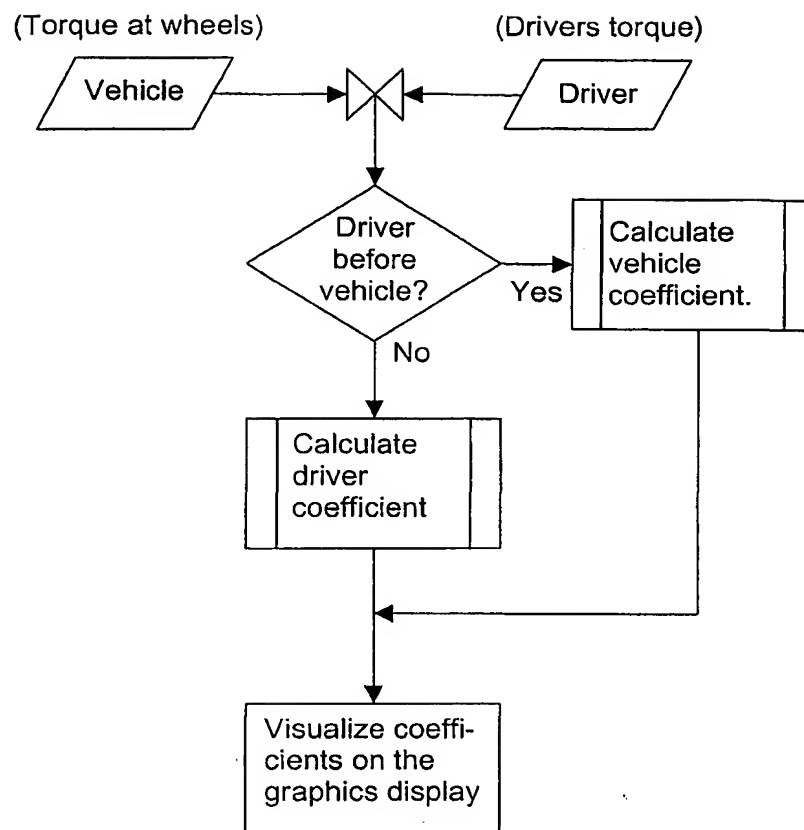 (Torque at wheels)
(Drivers torque)
Vehicle
Driver
Driver
before
vehicle?
Yes
Calculate
vehicle
coefficient.
No
Calculate
driver
coefficient
Visualize coeffi-
cients on the
graphics display